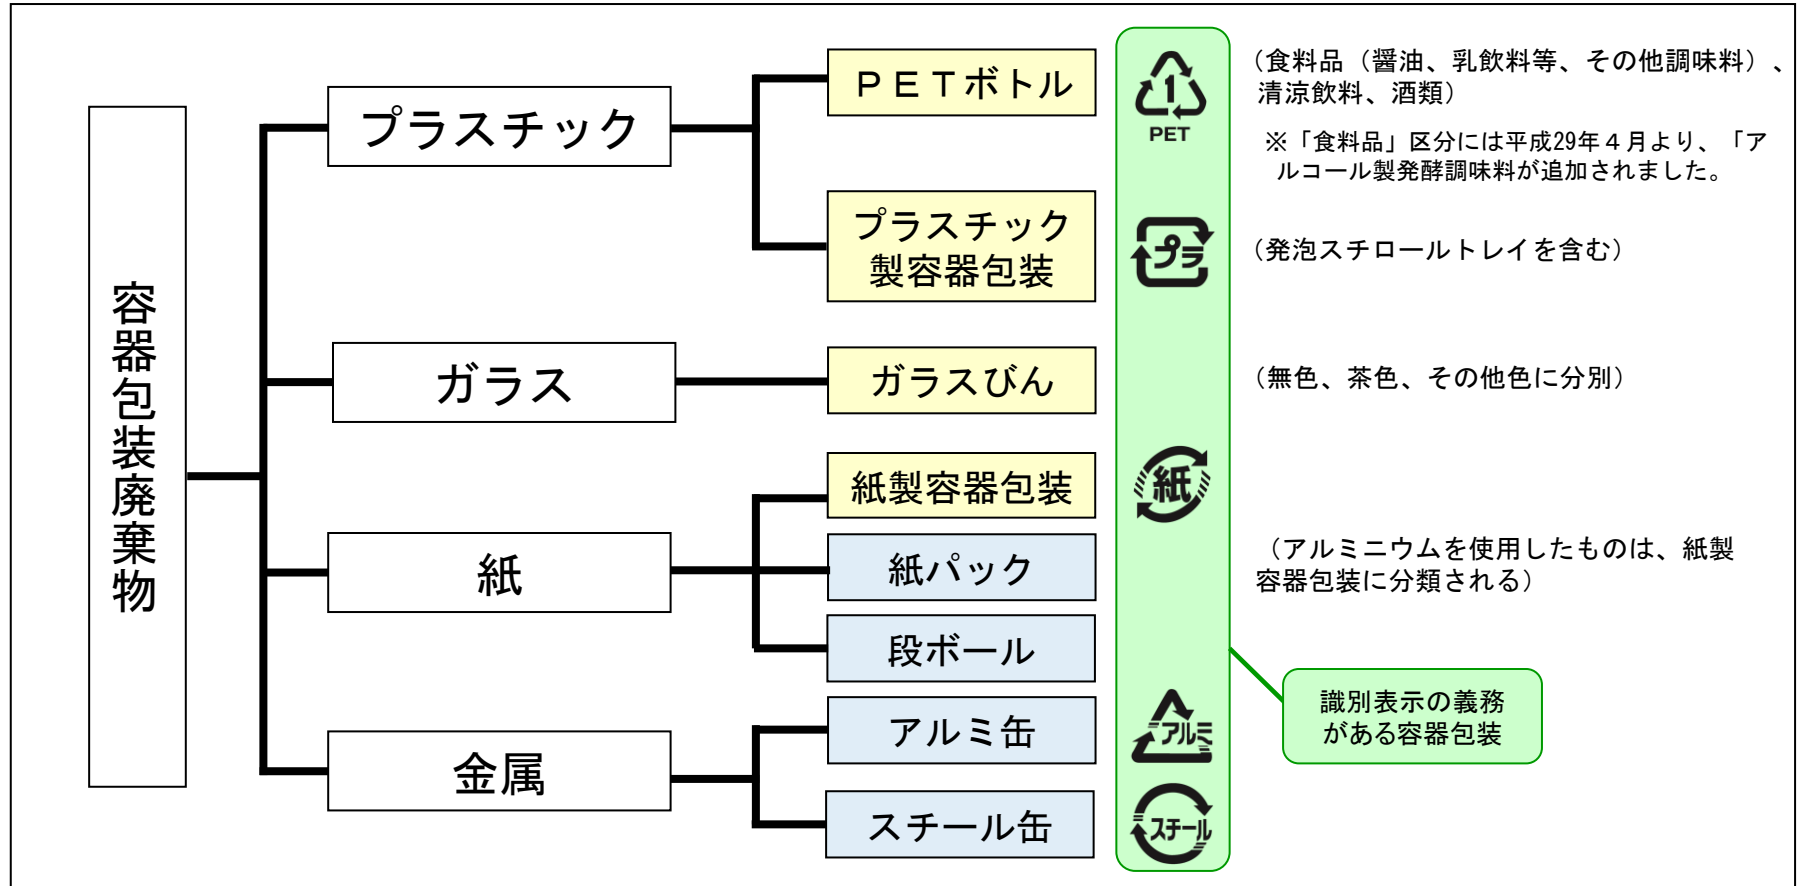 容器包装廃棄物
プラスチック
ＰＥＴボトル
1
PET
（食料品（醤油、乳飲料等、その他調味料）、
清涼飲料、酒類）
※「食料品」区分には平成29年４月より、「ア
ルコール製発酵調味料が追加されました。
プラスチック
製容器包装
プラ
（発泡スチロールトレイを含む）
ガラス
ガラスびん
（無色、茶色、その他色に分別）
紙
紙製容器包装
紙
紙パック
（アルミニウムを使用したものは、紙製
容器包装に分類される）
段ボール
金属
アルミ缶
アルミ
スチール缶
スチール
識別表示の義務
がある容器包装